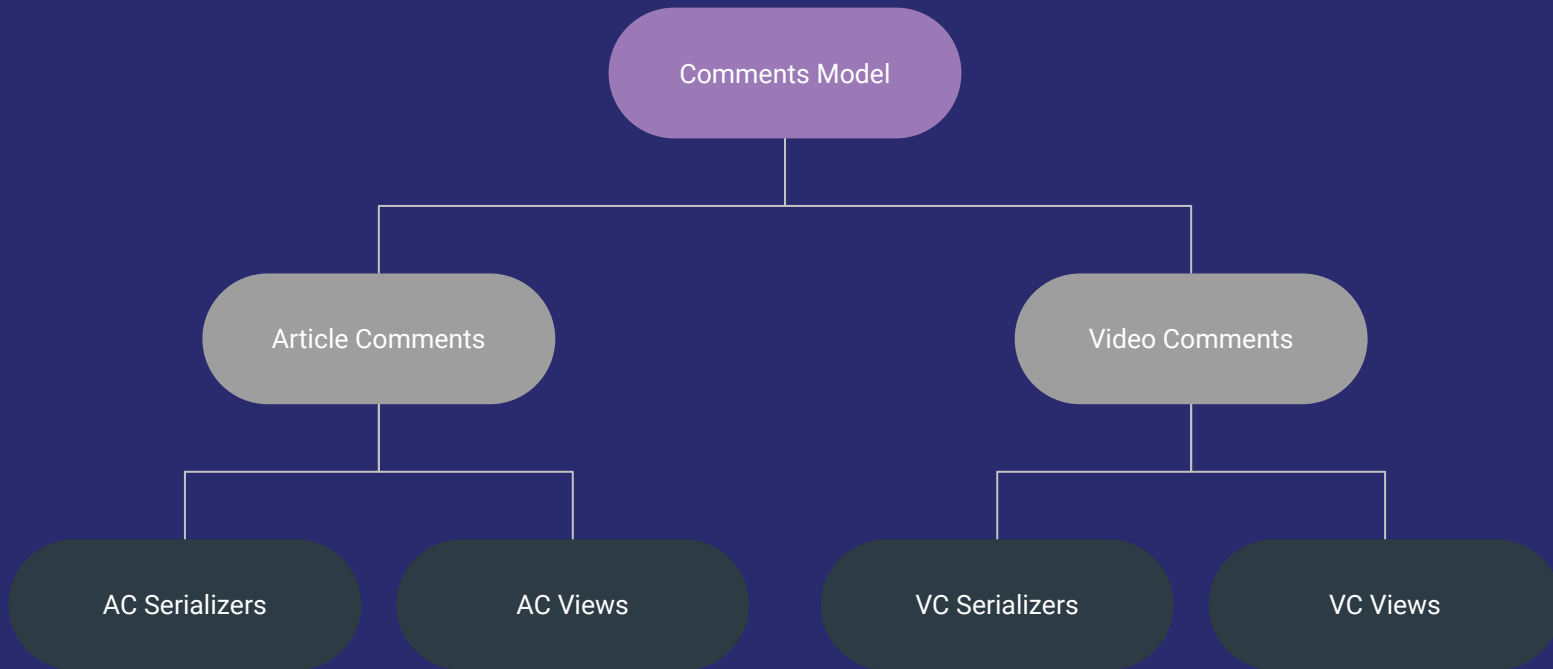 Comments Model
Article Comments
Video Comments
AC Serializers
AC Views
VC Serializers
VC Views